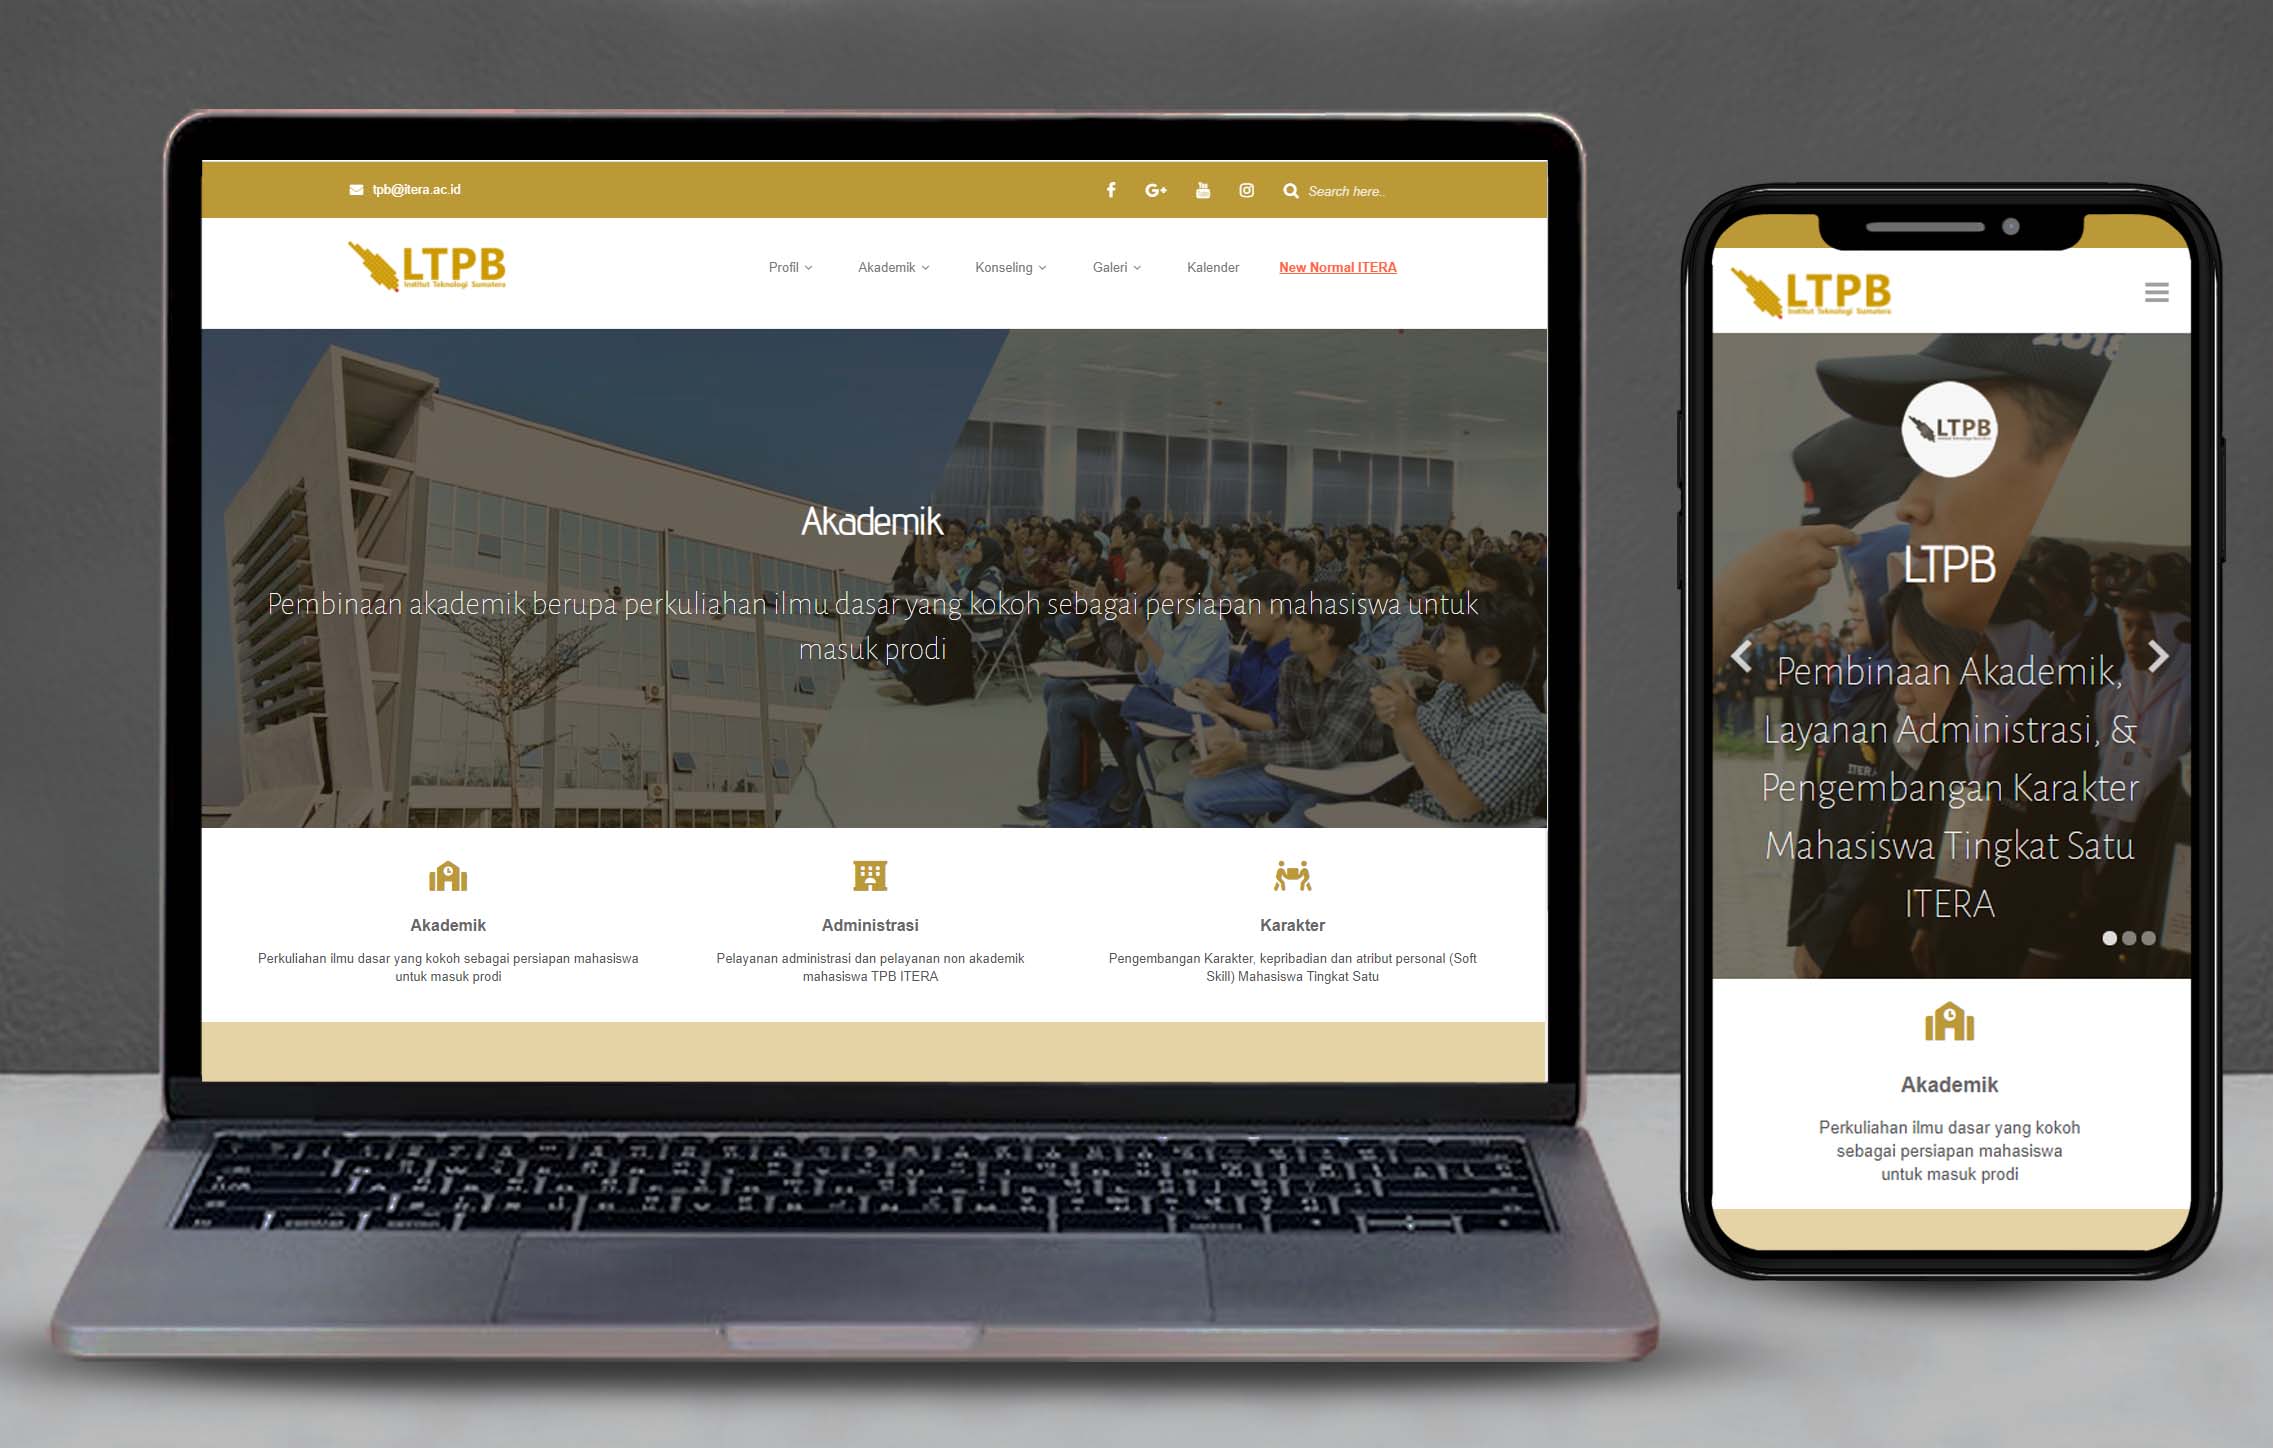 tpb@itera.ac.id
Search here..
LTPB
Institut Teknologi Sumatera
Profil
Akademik
Konseling
Galeri
Kalender
New Normal ITERA
Akademik
Pembinaan akademik berupa perkuliahan ilmu dasar yang kokoh sebagai persiapan mahasiswa untuk
masuk prodi
Akademik
Perkuliahan ilmu dasar yang kokoh sebagai persiapan mahasiswa
untuk masuk prodi
Administrasi
Pelayanan administrasi dan pelayanan non akademik
mahasiswa TPB ITERA
Karakter
Pengembangan Karakter, kepribadian dan atribut personal (Soft
Skill) Mahasiswa Tingkat Satu
LTPB
Institut Teknologi Sumatera
2018
LTPB
LTPB
Pembinaan Akademik,
Layanan Administrasi, &
Pengembangan Karakter
Mahasiswa Tingkat Satu
ITERA
ITERA
Akademik
Perkuliahan ilmu dasar yang kokoh
sebagai persiapan mahasiswa
untuk masuk prodi